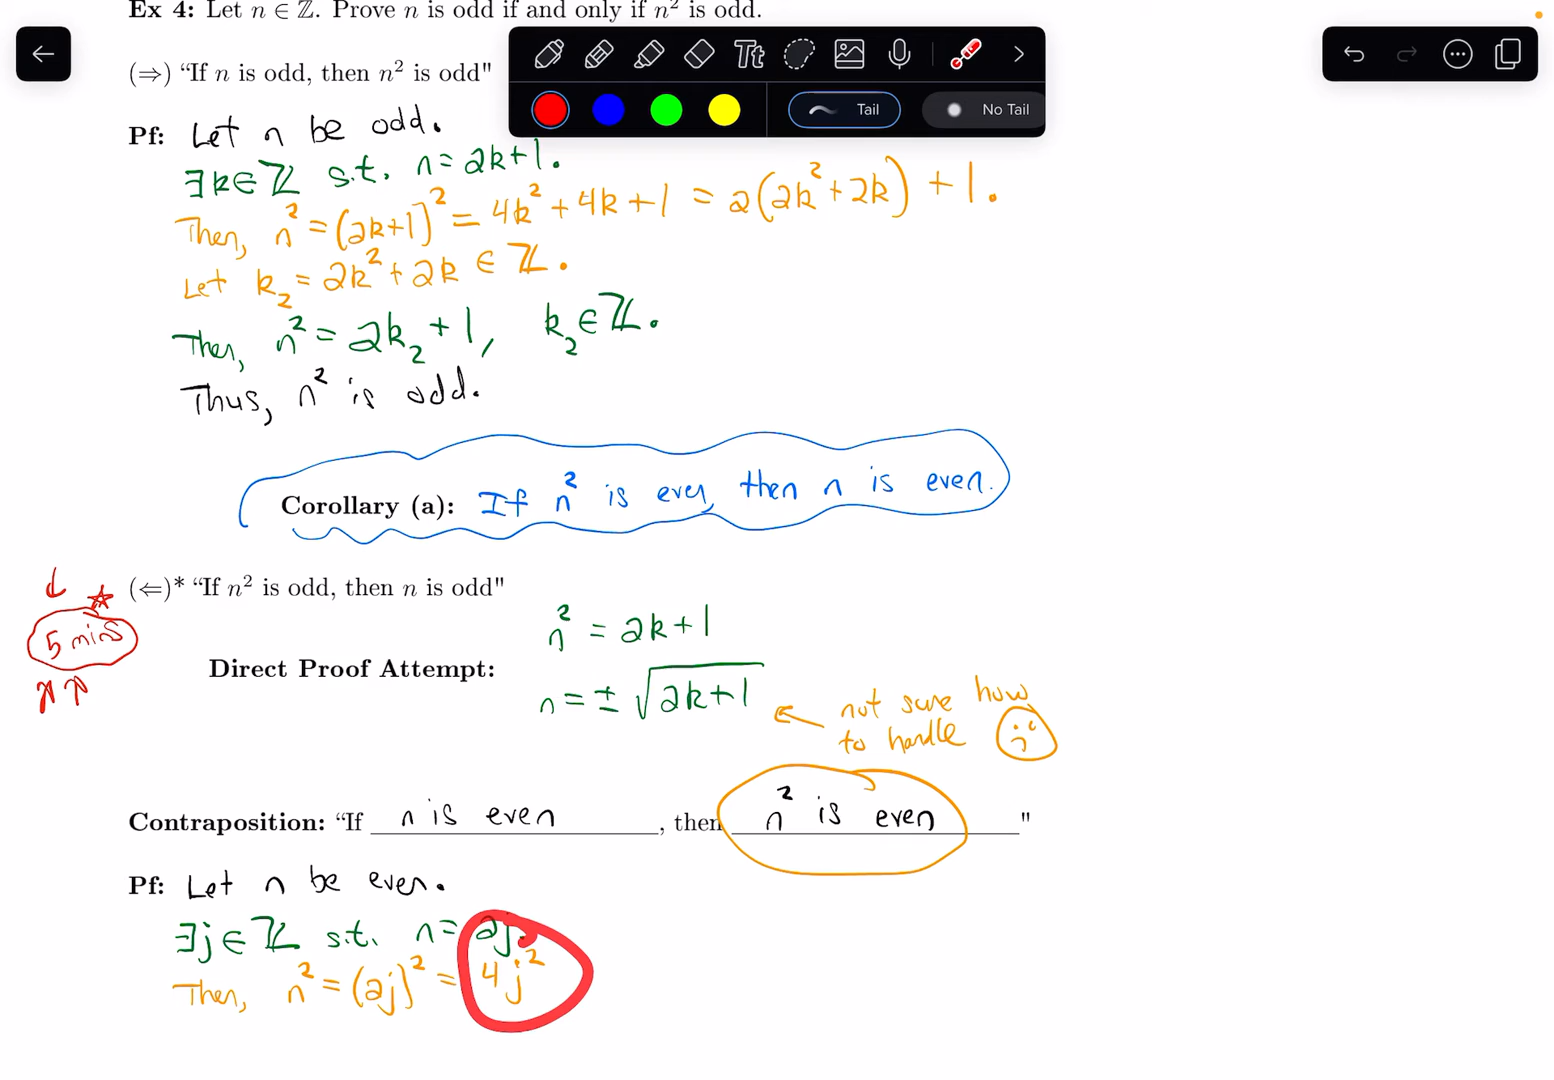 Ex 4: Let n ∈ ℤ. Prove n is odd if and only if n² is odd.
Tt
Tail
No Tail
(⇒) “If n is odd, then n² is odd"
Pf: Let n be odd.
∃k∈ℤ s.t. n=2k+1.
Then, n² = (2k+1)² = 4k² + 4k + 1 = 2(2k²+2k) + 1.
Let k₂ = 2k² + 2k ∈ ℤ.
Then, n² = 2k₂ + 1, k₂∈ℤ.
Thus, n² is odd.
Corollary (a): If n² is even, then n is even.
(⇐)* “If n² is odd, then n is odd"
5 mins
n² = 2k+1
Direct Proof Attempt:
n = ± √(2k+1)
← not sure how
to handle
Contraposition: “If n is even, then n² is even"
Pf: Let n be even.
∃j∈ℤ s.t. n=2j.
Then, n² = (2j)² = 4j²